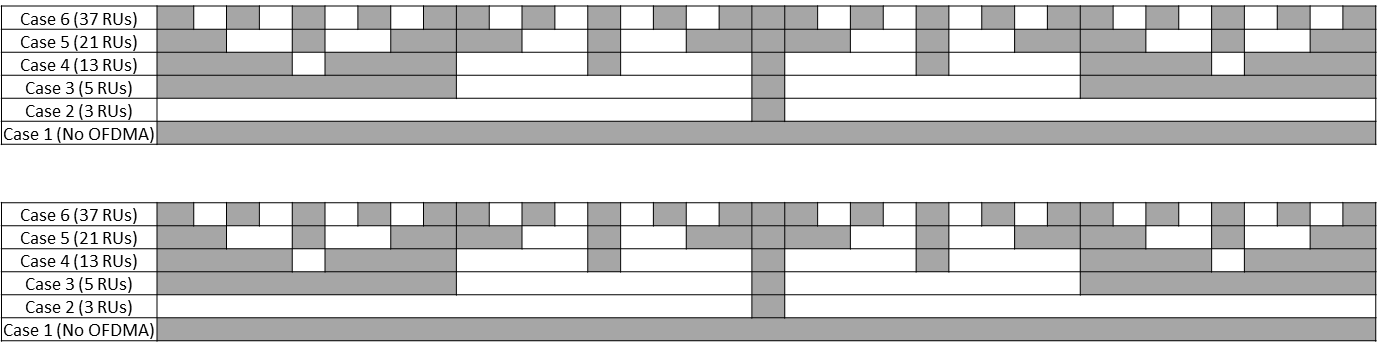 Case 6 (37 RUs)
Case 5 (21 RUs)
Case 4 (13 RUs)
Case 3 (5 RUs)
Case 2 (3 RUs)
Case 1 (No OFDMA)
Case 6 (37 RUs)
Case 5 (21 RUs)
Case 4 (13 RUs)
Case 3 (5 RUs)
Case 2 (3 RUs)
Case 1 (No OFDMA)